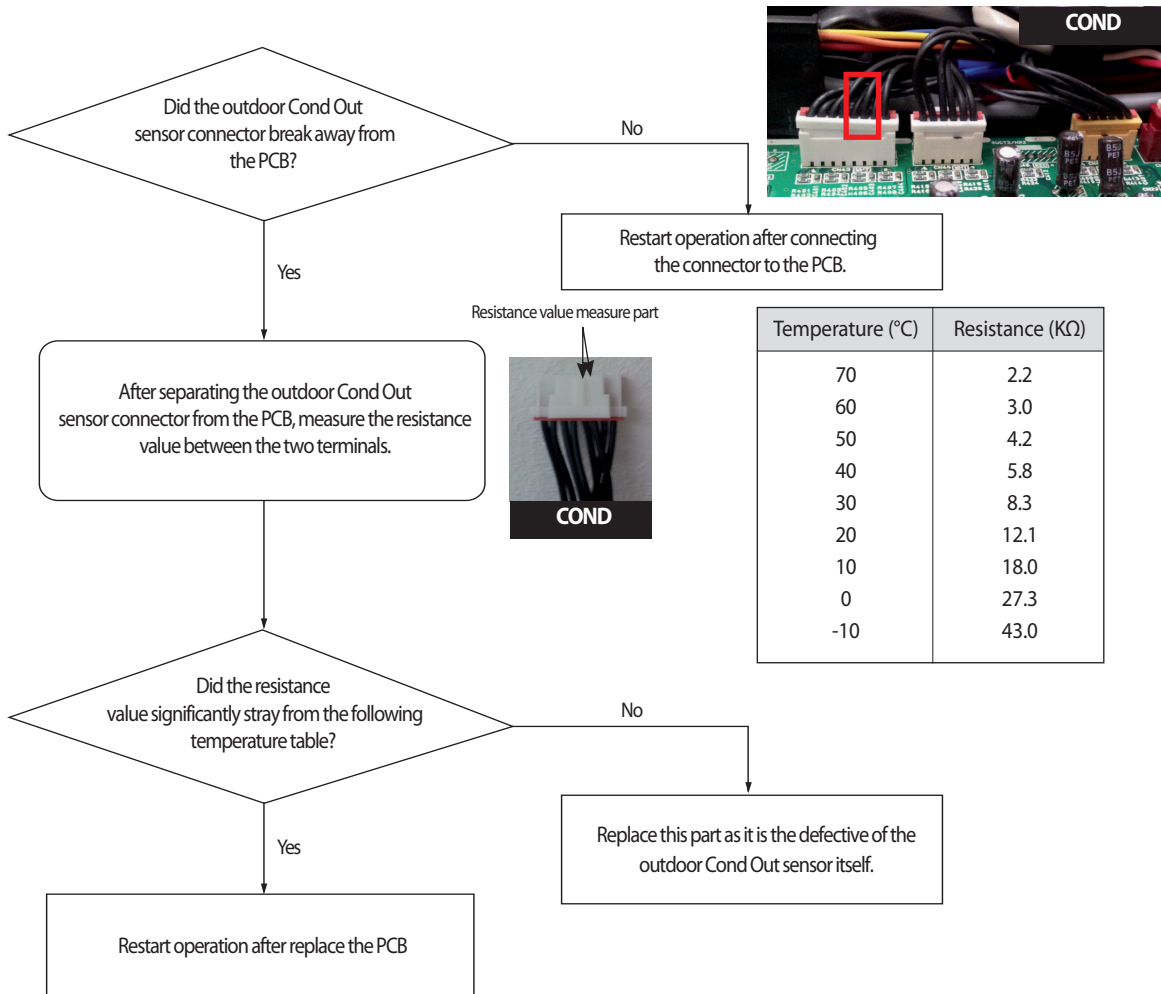 COND
Did the outdoor Cond Out
sensor connector break away from
the PCB?
No
Restart operation after connecting
the connector to the PCB.
Yes
Resistance value measure part
After separating the outdoor Cond Out
sensor connector from the PCB, measure the resistance
value between the two terminals.
COND
Temperature (°C) Resistance (KΩ)
70 2.2
60 3.0
50 4.2
40 5.8
30 8.3
20 12.1
10 18.0
0 27.3
-10 43.0
Did the resistance
value significantly stray from the following
temperature table?
No
Replace this part as it is the defective of the
outdoor Cond Out sensor itself.
Yes
Restart operation after replace the PCB